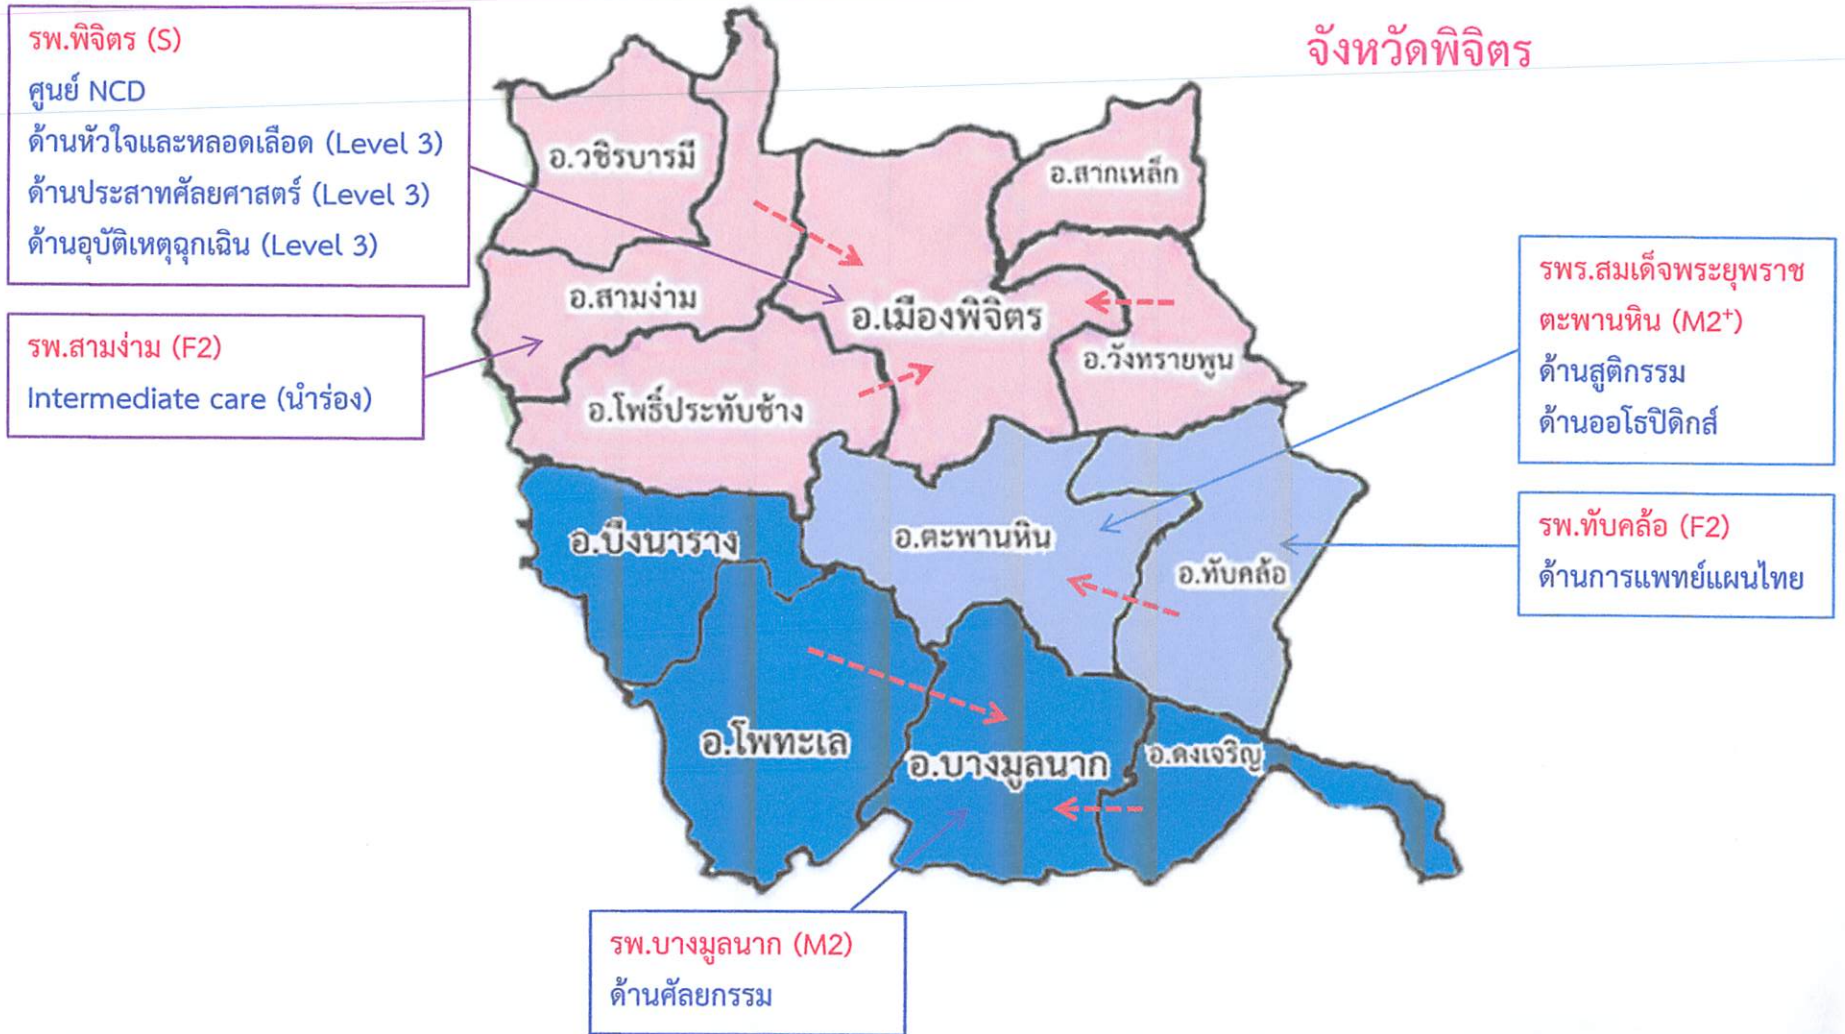 จังหวัดพิจิตร
รพ.พิจิตร (S)
ศูนย์ NCD
ด้านหัวใจและหลอดเลือด (Level 3)
ด้านประสาทศัลยศาสตร์ (Level 3)
ด้านอุบัติเหตุฉุกเฉิน (Level 3)
รพ.สามง่าม (F2)
Intermediate care (นำร่อง)
อ.วชิรบารมี
อ.สากเหล็ก
อ.สามง่าม
อ.เมืองพิจิตร
อ.วังทรายพูน
อ.โพธิ์ประทับช้าง
รพร.สมเด็จพระยุพราช
ตะพานหิน (M2⁺)
ด้านสูติกรรม
ด้านออโธปิดิกส์
รพ.ทับคล้อ (F2)
ด้านการแพทย์แผนไทย
อ.บึงนาราง
อ.ตะพานหิน
อ.ทับคล้อ
อ.โพทะเล
อ.บางมูลนาก
อ.ดงเจริญ
รพ.บางมูลนาก (M2)
ด้านศัลยกรรม